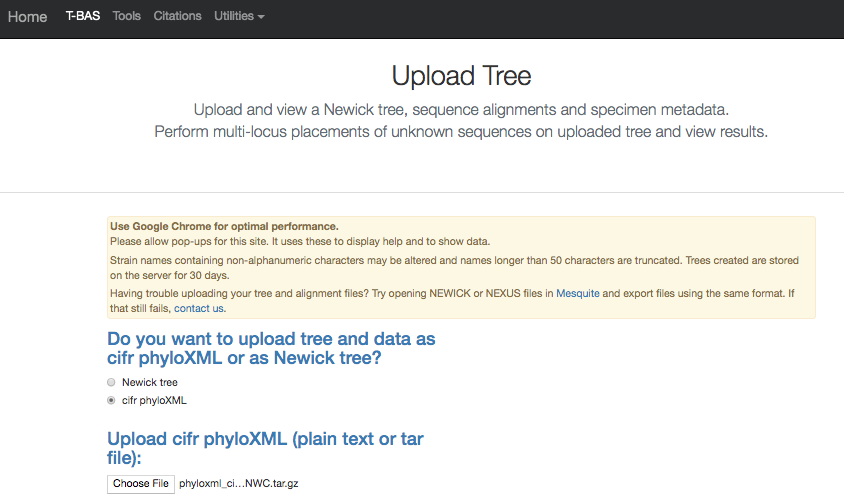 Home T-BAS Tools Citations Utilities
Upload Tree
Upload and view a Newick tree, sequence alignments and specimen metadata.
Perform multi-locus placements of unknown sequences on uploaded tree and view results.
Use Google Chrome for optimal performance.
Please allow pop-ups for this site. It uses these to display help and to show data.
Strain names containing non-alphanumeric characters may be altered and names longer than 50 characters are truncated. Trees created are stored
on the server for 30 days.
Having trouble uploading your tree and alignment files? Try opening NEWICK or NEXUS files in Mesquite and export files using the same format. If
that still fails, contact us.
Do you want to upload tree and data as
cifr phyloXML or as Newick tree?
Newick tree
cifr phyloXML
Upload cifr phyloXML (plain text or tar
file):
Choose File phyloxml_ci...NWC.tar.gz